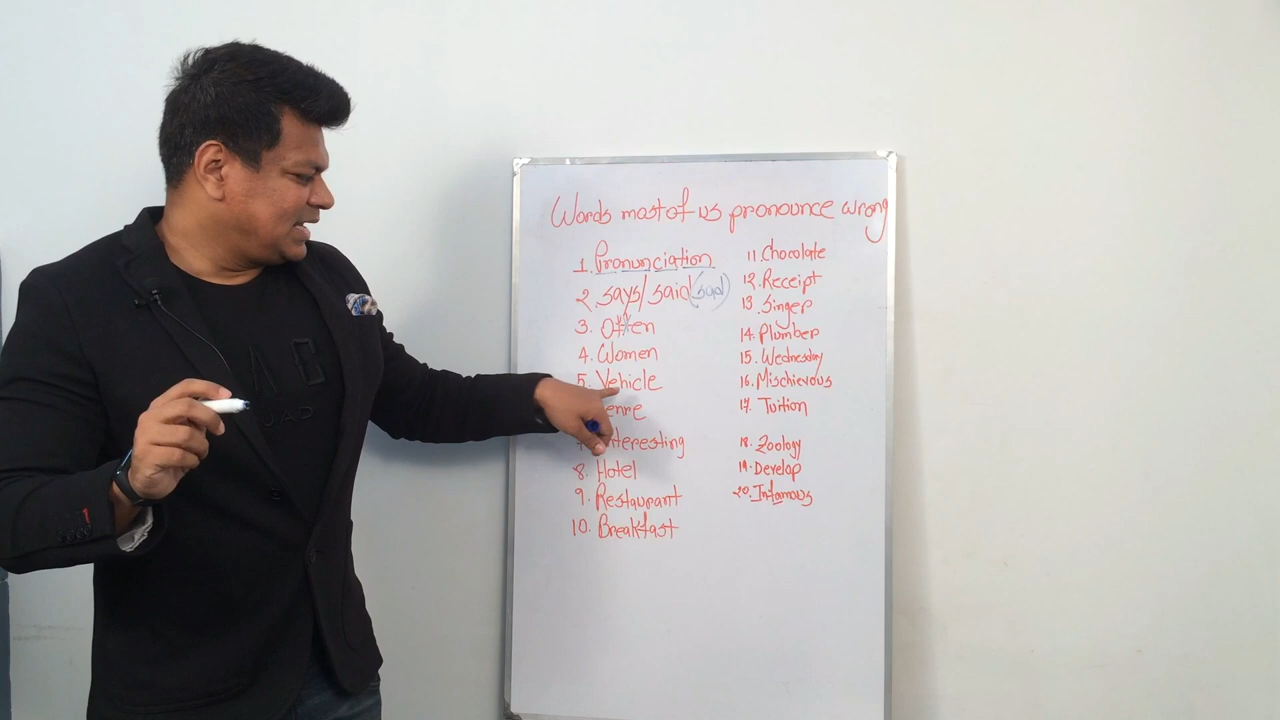 Words most of us pronounce wrong
1. Pronunciation
2. says/said (sad)
3. Often
4. Women
5. Vehicle
enre
nteresting
8. Hotel
9. Restaurant
10. Breakfast
11. Chocolate
12. Receipt
13. Singer
14. Plumber
15. Wednesday
16. Mischievous
17. Tuition
18. Zoology
19. Develop
20. Infamous